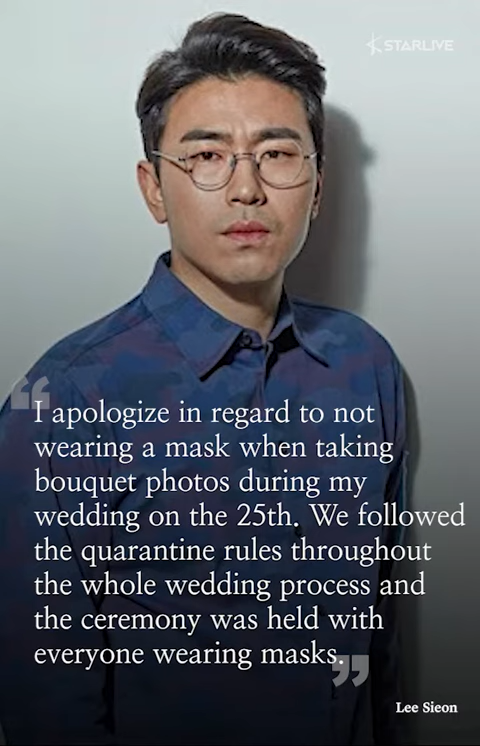 STARLIVE
“
I apologize in regard to not
wearing a mask when taking
bouquet photos during my
wedding on the 25th. We followed
the quarantine rules throughout
the whole wedding process and
the ceremony was held with
everyone wearing masks.
”
Lee Sieon